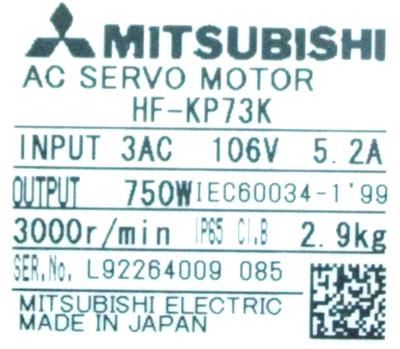 MITSUBISHI
AC SERVO MOTOR
HF-KP73K
INPUT 3AC 106V 5.2A
OUTPUT 750W IEC60034-1'99
3000r/min IP65 Cl.B 2.9kg
SER.No. L92264009 085
MITSUBISHI ELECTRIC
MADE IN JAPAN